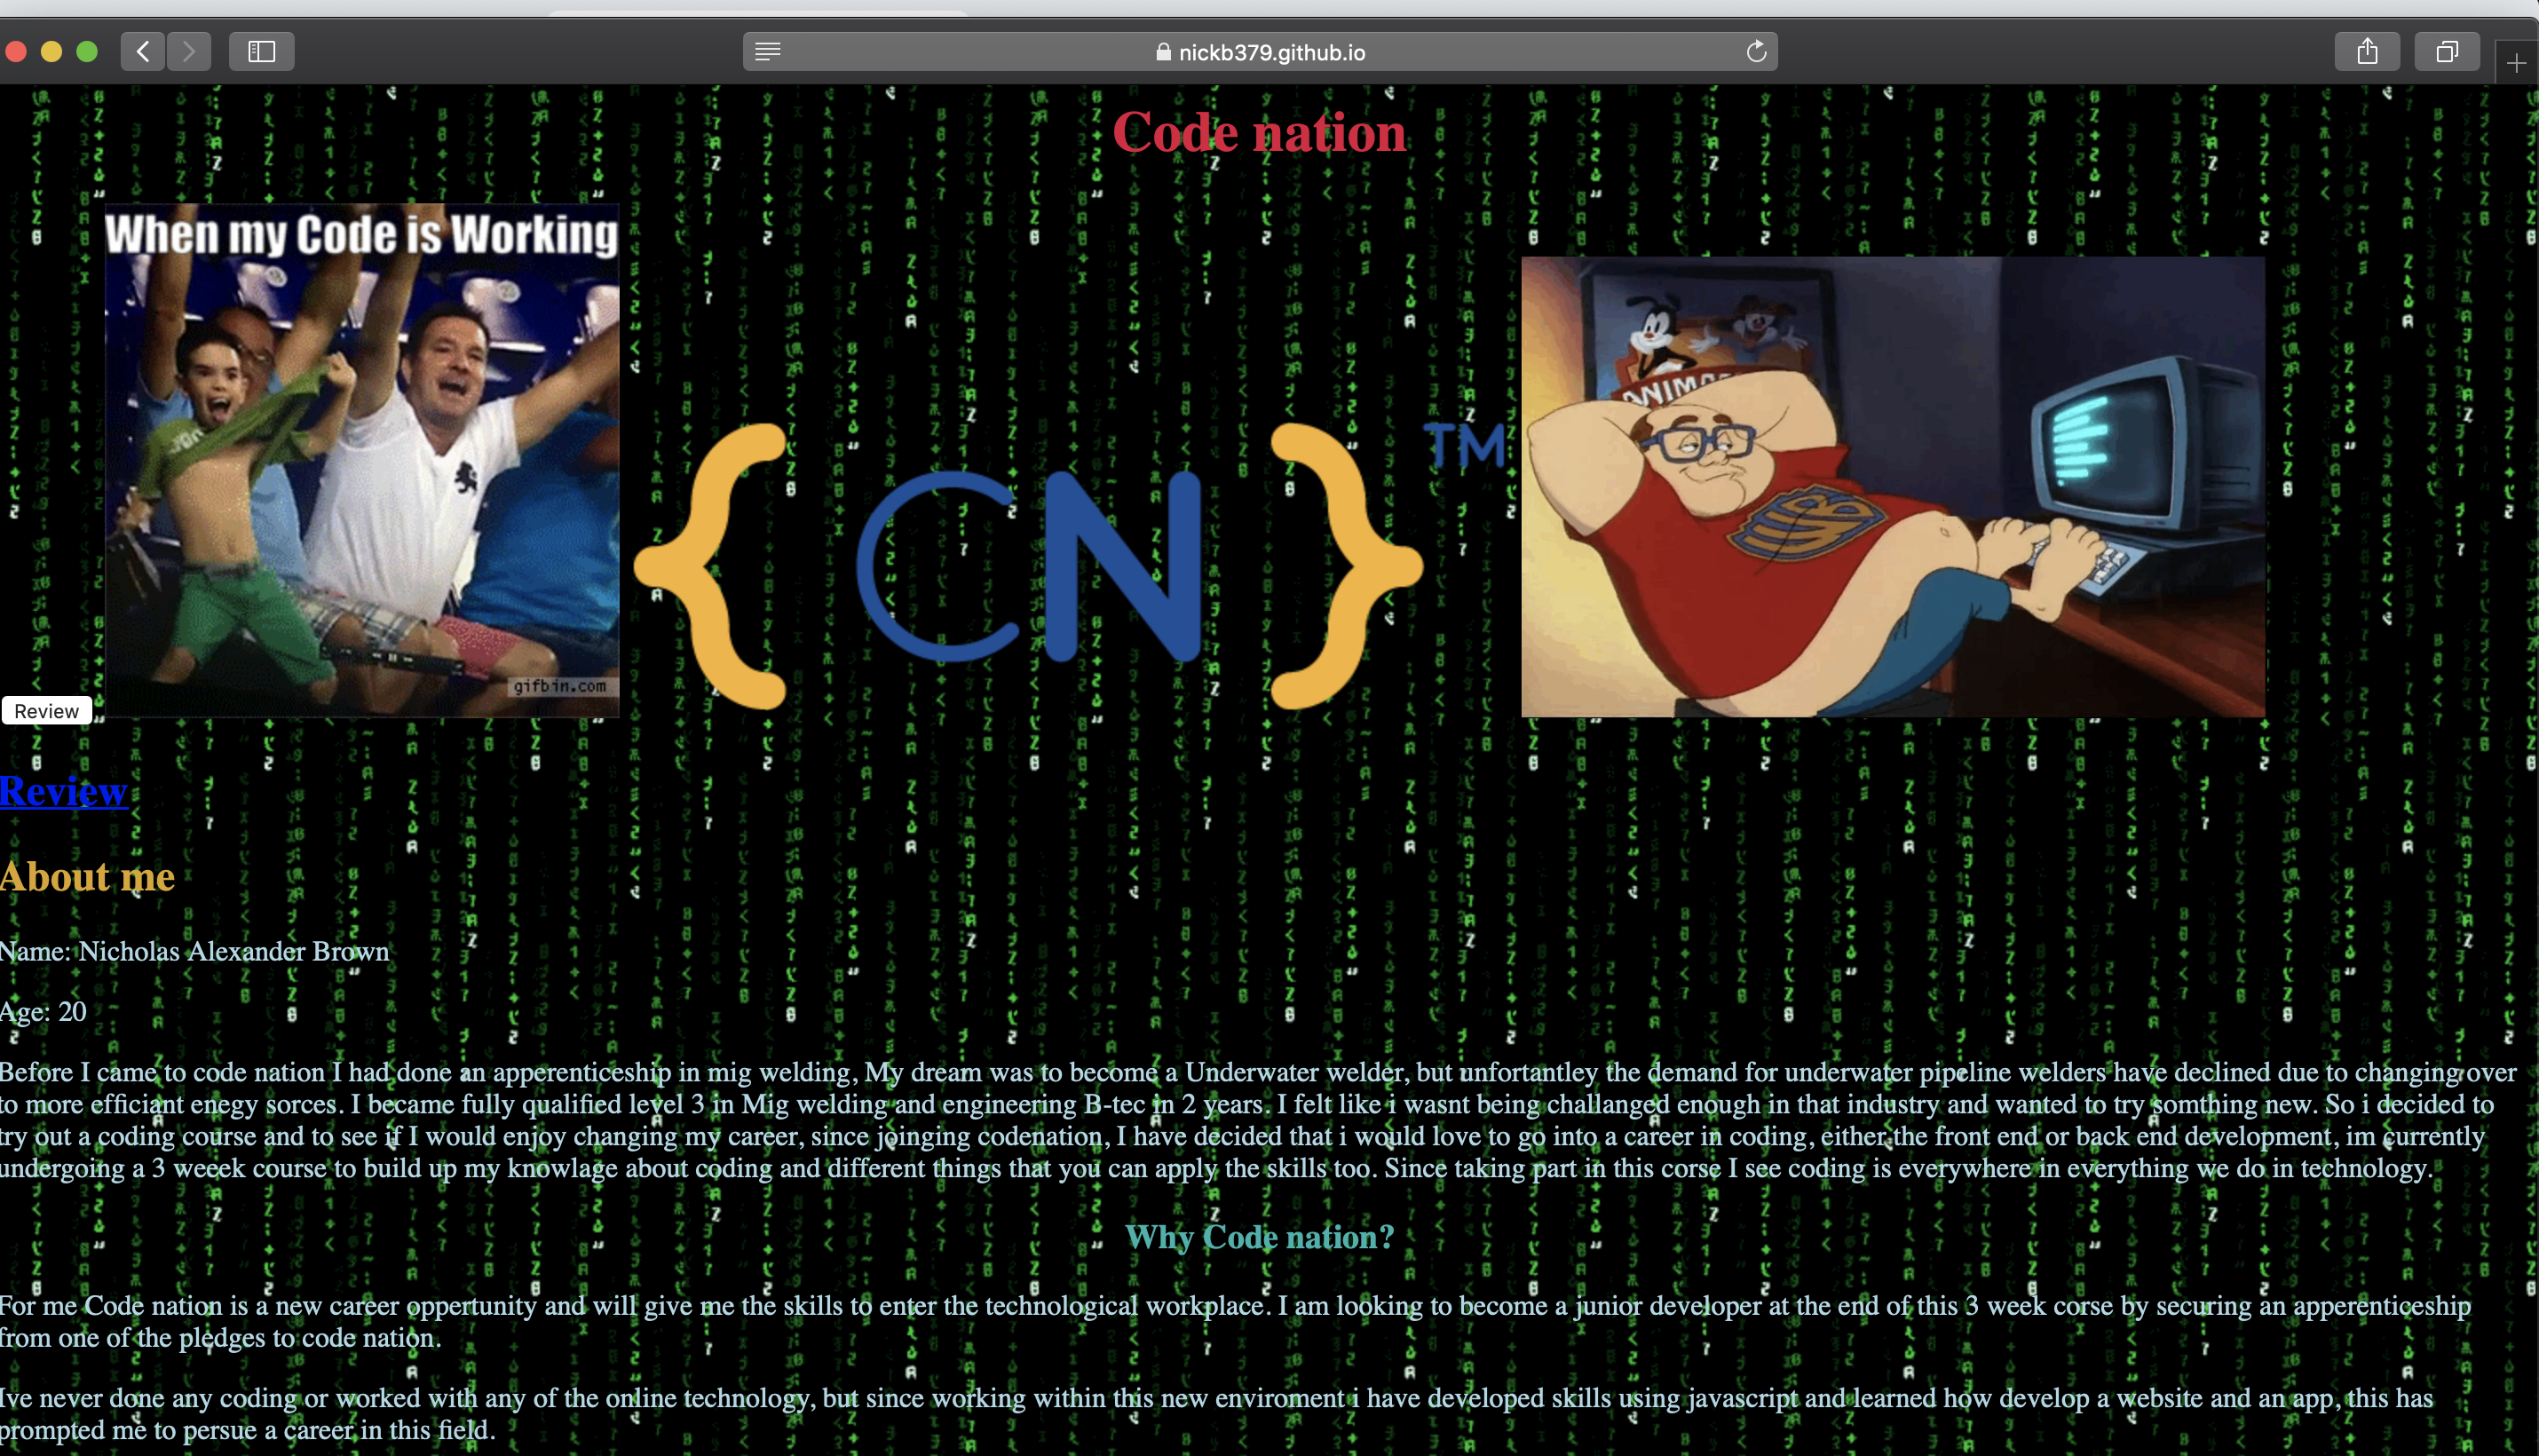 nickb379.github.io
Code nation
When my Code is Working
gifbin.com
{ CN } TM
ANIMA
WB
Review
Review
About me
Name: Nicholas Alexander Brown
Age: 20
Before I came to code nation I had done an apperenticeship in mig welding, My dream was to become a Underwater welder, but unfortantley the demand for underwater pipeline welders have declined due to changing over
to more efficiant enegy sorces. I became fully qualified level 3 in Mig welding and engineering B-tec in 2 years. I felt like i wasnt being challanged enough in that industry and wanted to try somthing new. So i decided to
try out a coding course and to see if I would enjoy changing my career, since joinging codenation, I have decided that i would love to go into a career in coding, either the front end or back end development, im currently
undergoing a 3 weeek course to build up my knowlage about coding and different things that you can apply the skills too. Since taking part in this corse I see coding is everywhere in everything we do in technology.
Why Code nation?
For me Code nation is a new career oppertunity and will give me the skills to enter the technological workplace. I am looking to become a junior developer at the end of this 3 week corse by securing an apperenticeship
from one of the pledges to code nation.
Ive never done any coding or worked with any of the online technology, but since working within this new enviroment i have developed skills using javascript and learned how develop a website and an app, this has
prompted me to persue a career in this field.